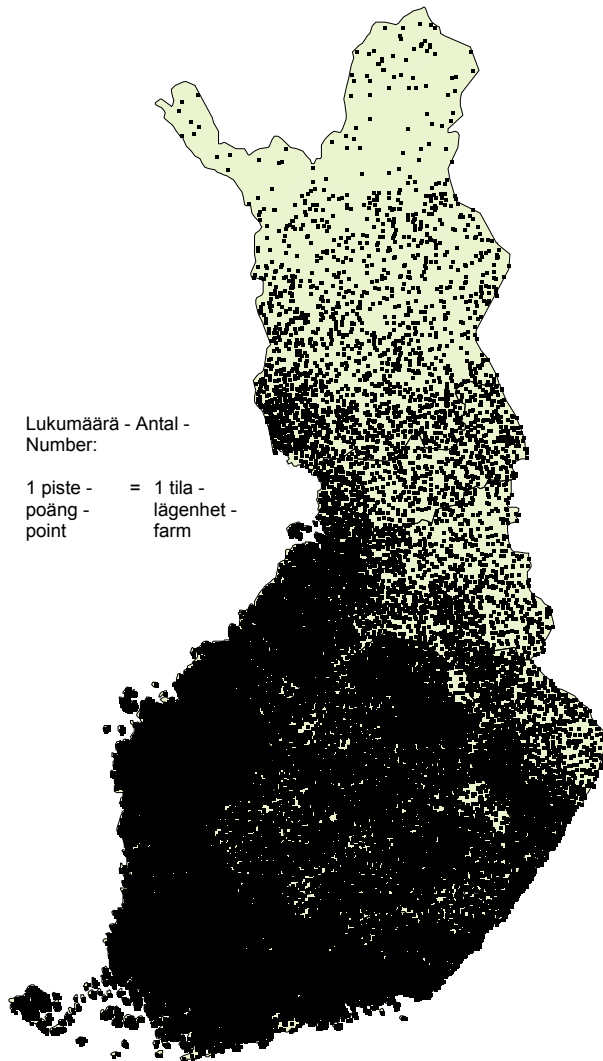 Lukumäärä - Antal -
Number:
1 piste - = 1 tila -
poäng - lägenhet -
point farm